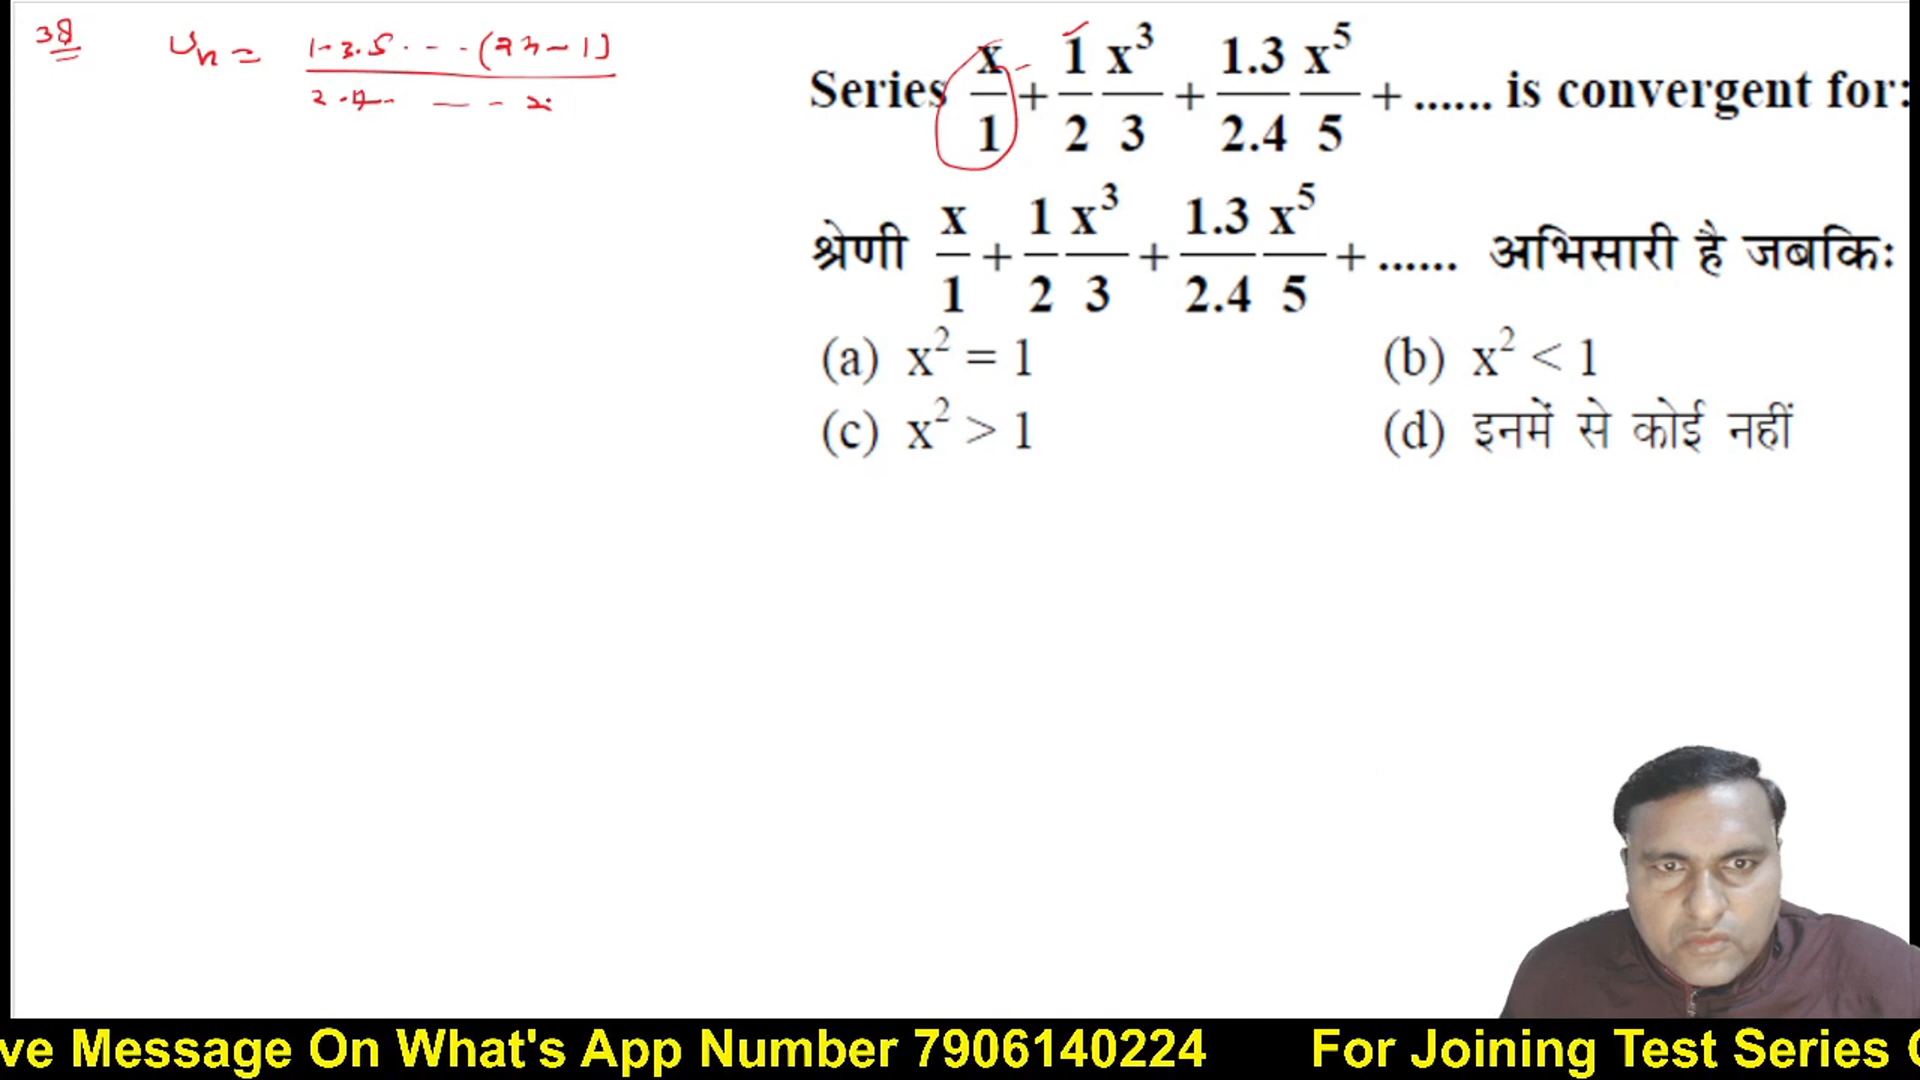 38
Uₙ = 1·3·5 ... (2n-1)
2·4 ...
Series x/1 + 1/2 x³/3 + 1.3/2.4 x⁵/5 + ...... is convergent for:
श्रेणी x/1 + 1/2 x³/3 + 1.3/2.4 x⁵/5 + ...... अभिसारी है जबकिः
(a) x² = 1 (b) x² < 1
(c) x² > 1 (d) इनमें से कोई नहीं
ve Message On What's App Number 7906140224 For Joining Test Series